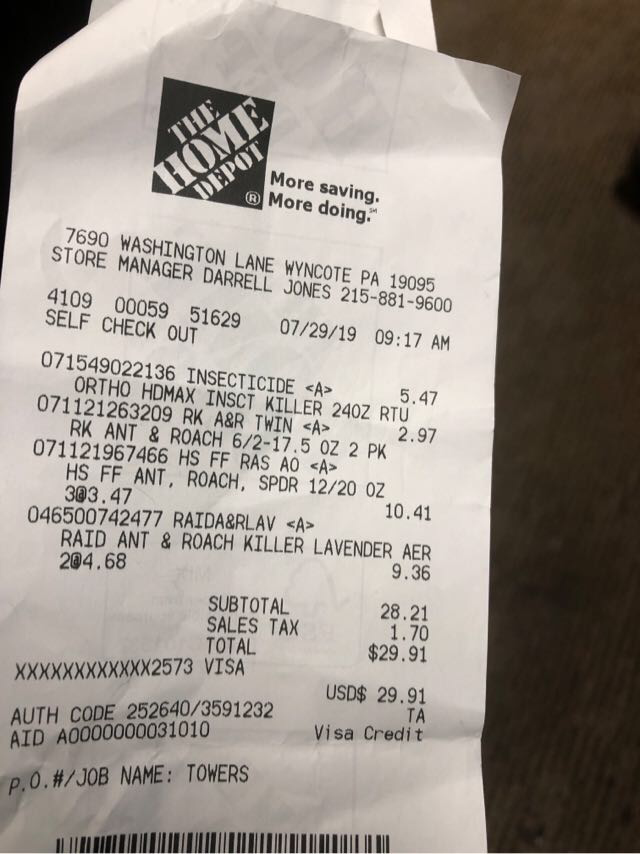 THE
HOME
DEPOT
®
More saving.
More doing.℠
7690 WASHINGTON LANE WYNCOTE PA 19095
STORE MANAGER DARRELL JONES 215-881-9600
4109 00059 51629 07/29/19 09:17 AM
SELF CHECK OUT
071549022136 INSECTICIDE <A> 5.47
ORTHO HDMAX INSCT KILLER 24OZ RTU
071121263209 RK A&R TWIN <A> 2.97
RK ANT & ROACH 6/2-17.5 OZ 2 PK
071121967466 HS FF RAS AO <A>
HS FF ANT, ROACH, SPDR 12/20 OZ
3@3.47 10.41
046500742477 RAIDA&RLAV <A>
RAID ANT & ROACH KILLER LAVENDER AER
2@4.68 9.36
SUBTOTAL 28.21
SALES TAX 1.70
TOTAL $29.91
XXXXXXXXXXXX2573 VISA
USD$ 29.91
AUTH CODE 252640/3591232 TA
AID A0000000031010 Visa Credit
P.O.#/JOB NAME: TOWERS